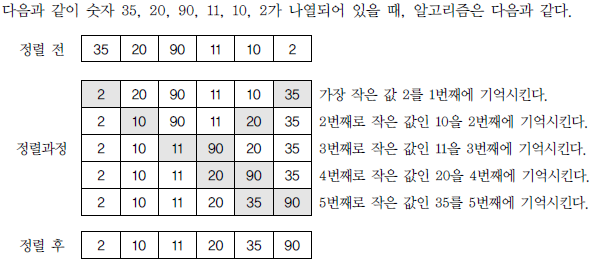 다음과 같이 숫자 35, 20, 90, 11, 10, 2가 나열되어 있을 때, 알고리즘은 다음과 같다.
정렬 전 35 20 90 11 10 2
2 20 90 11 10 35 가장 작은 값 2를 1번째에 기억시킨다.
2 10 90 11 20 35 2번째로 작은 값인 10을 2번째에 기억시킨다.
정렬과정 2 10 11 90 20 35 3번째로 작은 값인 11을 3번째에 기억시킨다.
2 10 11 20 90 35 4번째로 작은 값인 20을 4번째에 기억시킨다.
2 10 11 20 35 90 5번째로 작은 값인 35를 5번째에 기억시킨다.
정렬 후 2 10 11 20 35 90